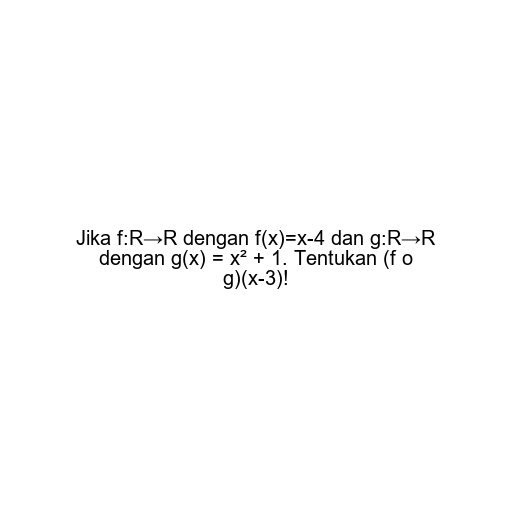 Jika f:R→R dengan f(x)=x-4 dan g:R→R
dengan g(x) = x² + 1. Tentukan (f o
g)(x-3)!